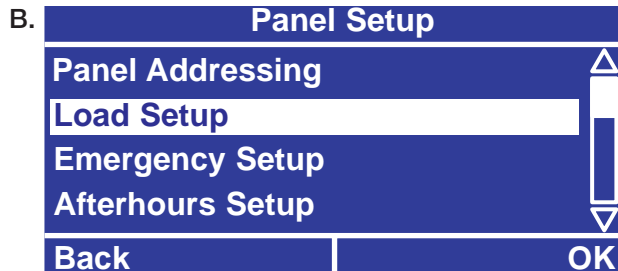 B.
Panel Setup
Panel Addressing
Load Setup
Emergency Setup
Afterhours Setup
Back OK